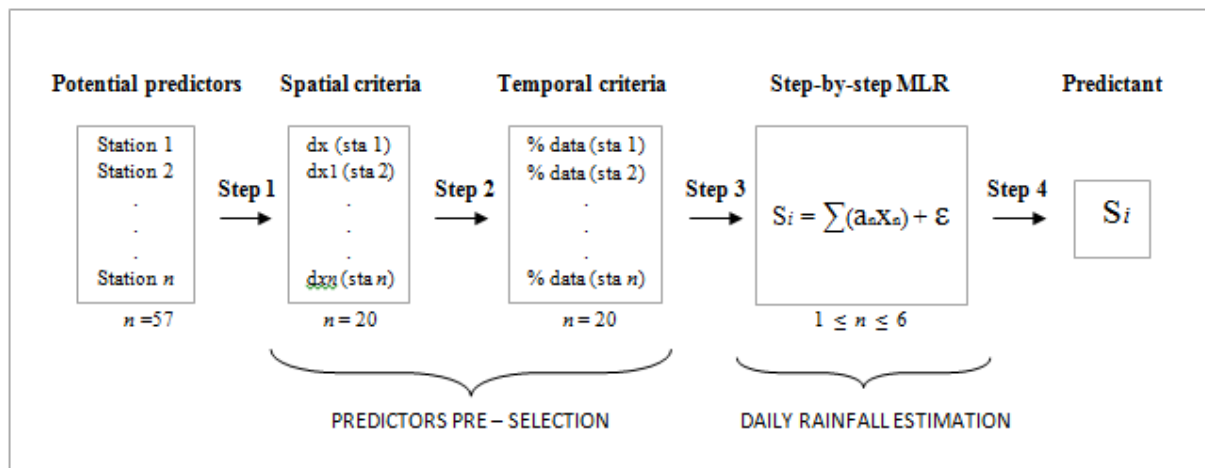 Potential predictors Spatial criteria Temporal criteria Step-by-step MLR Predictant
Station 1
Station 2
.
.
.
Station n
n =57
Step 1
dx (sta 1)
dx1 (sta 2)
.
.
.
dxn (sta n)
n = 20
Step 2
% data (sta 1)
% data (sta 2)
.
.
.
% data (sta n)
n = 20
Step 3
Si = ∑(aₙxₙ) + ε
1 ≤ n ≤ 6
Step 4
Si
PREDICTORS PRE – SELECTION
DAILY RAINFALL ESTIMATION